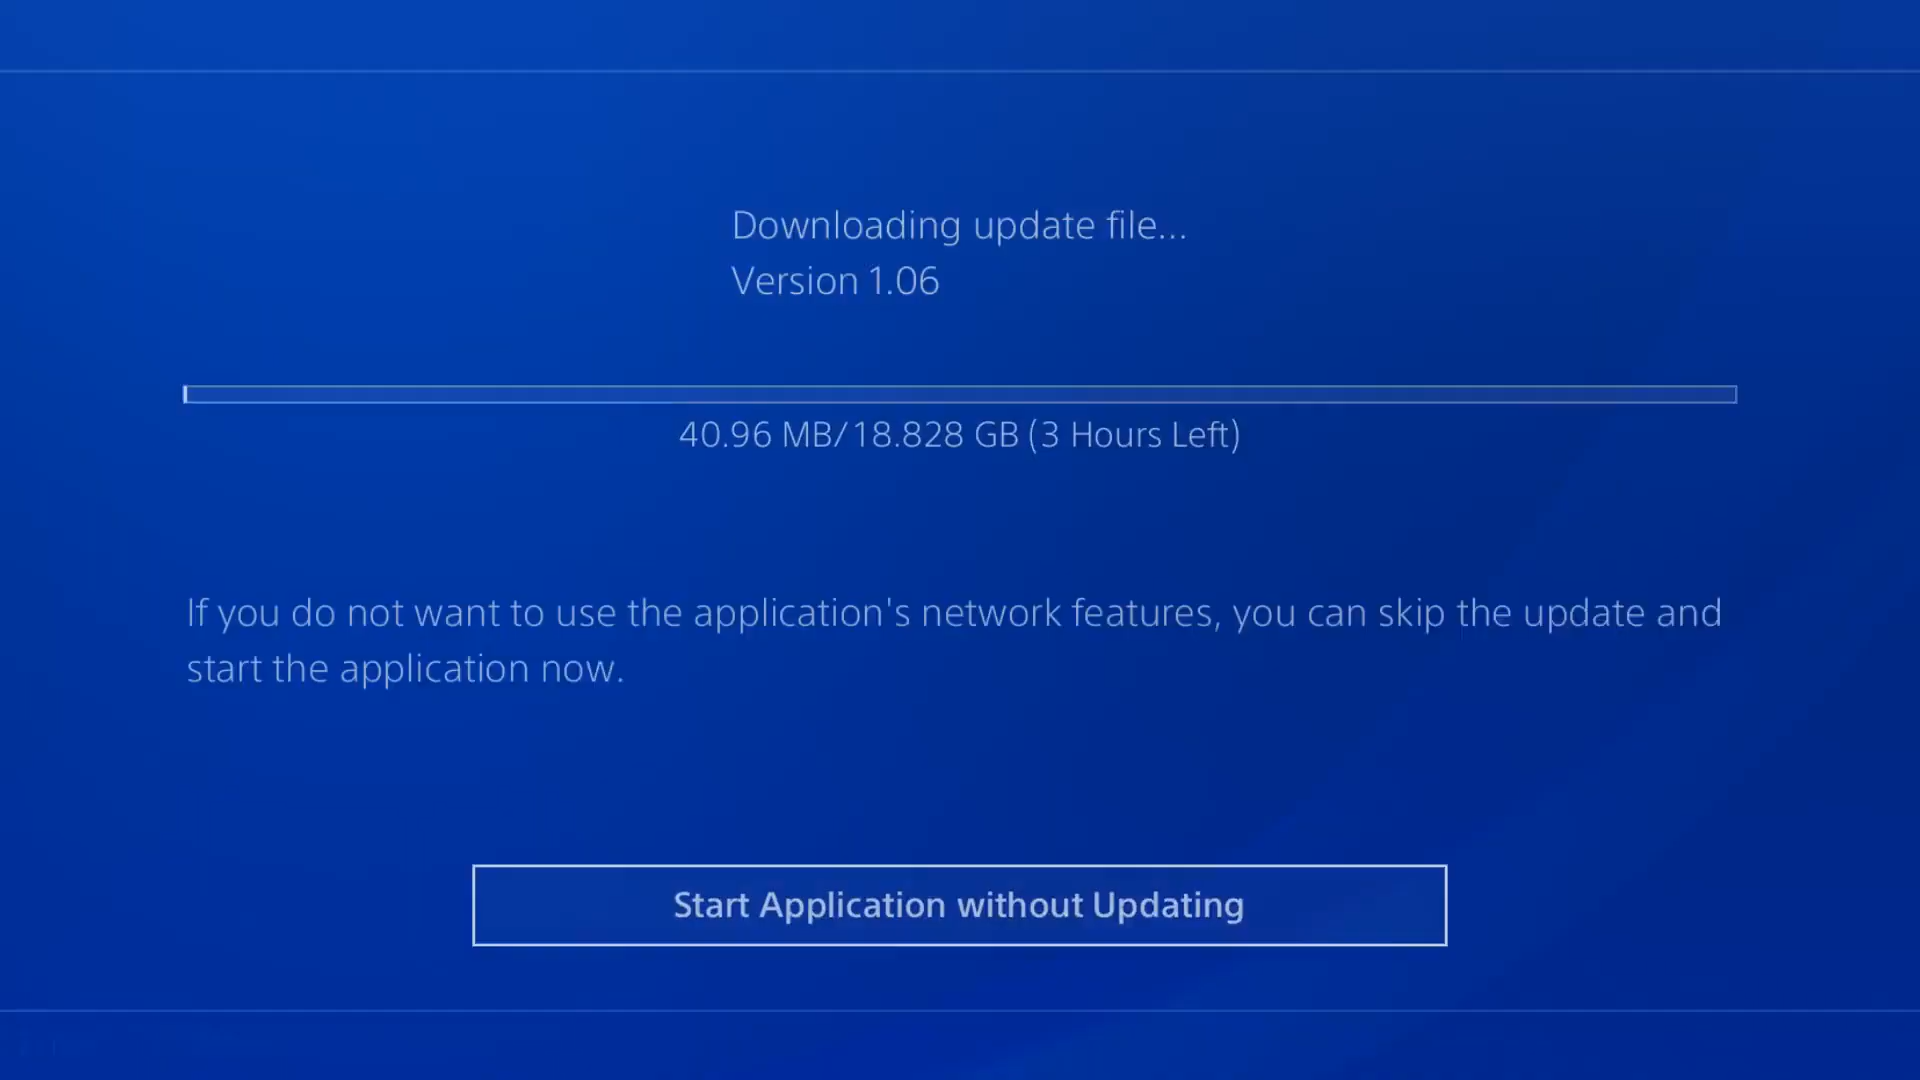 Downloading update file...
Version 1.06
40.96 MB/18.828 GB (3 Hours Left)
If you do not want to use the application's network features, you can skip the update and
start the application now.
Start Application without Updating